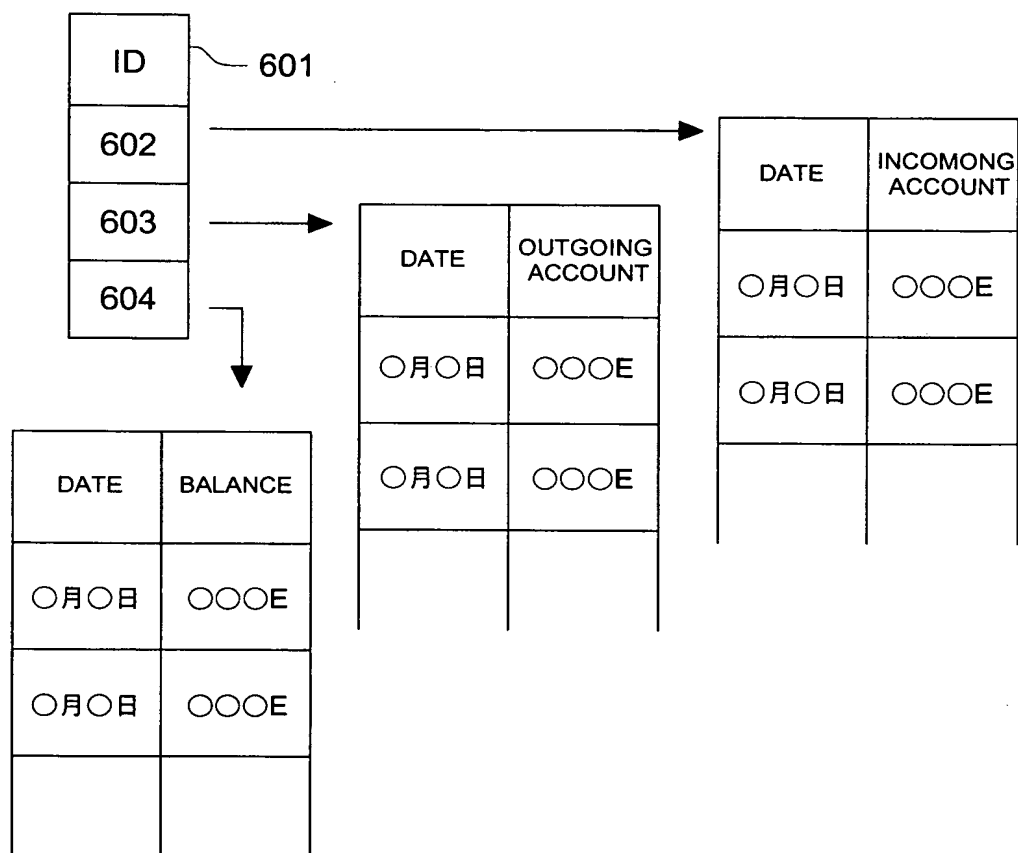 ID
601
602
603
604
DATE
INCOMONG
ACCOUNT
○月○日
○○○E
○月○日
○○○E
DATE
OUTGOING
ACCOUNT
○月○日
○○○E
○月○日
○○○E
DATE
BALANCE
○月○日
○○○E
○月○日
○○○E